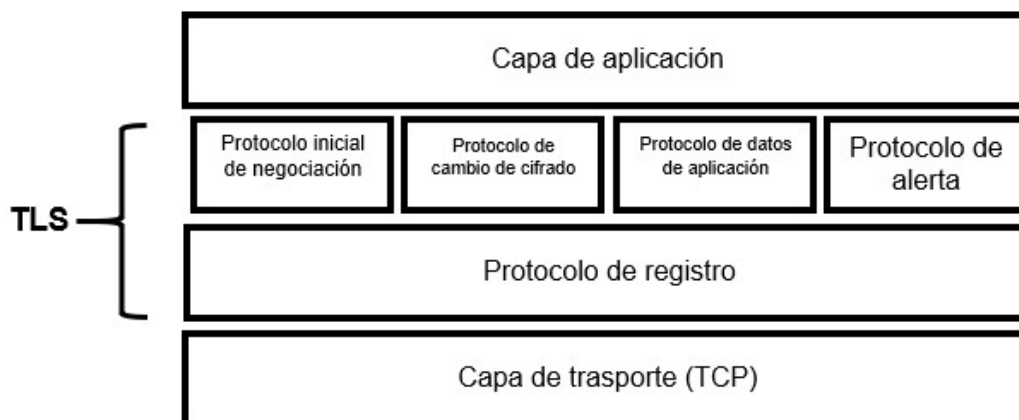 Capa de aplicación
Protocolo inicial
de negociación
Protocolo de
cambio de cifrado
Protocolo de datos
de aplicación
Protocolo de
alerta
TLS
Protocolo de registro
Capa de trasporte (TCP)